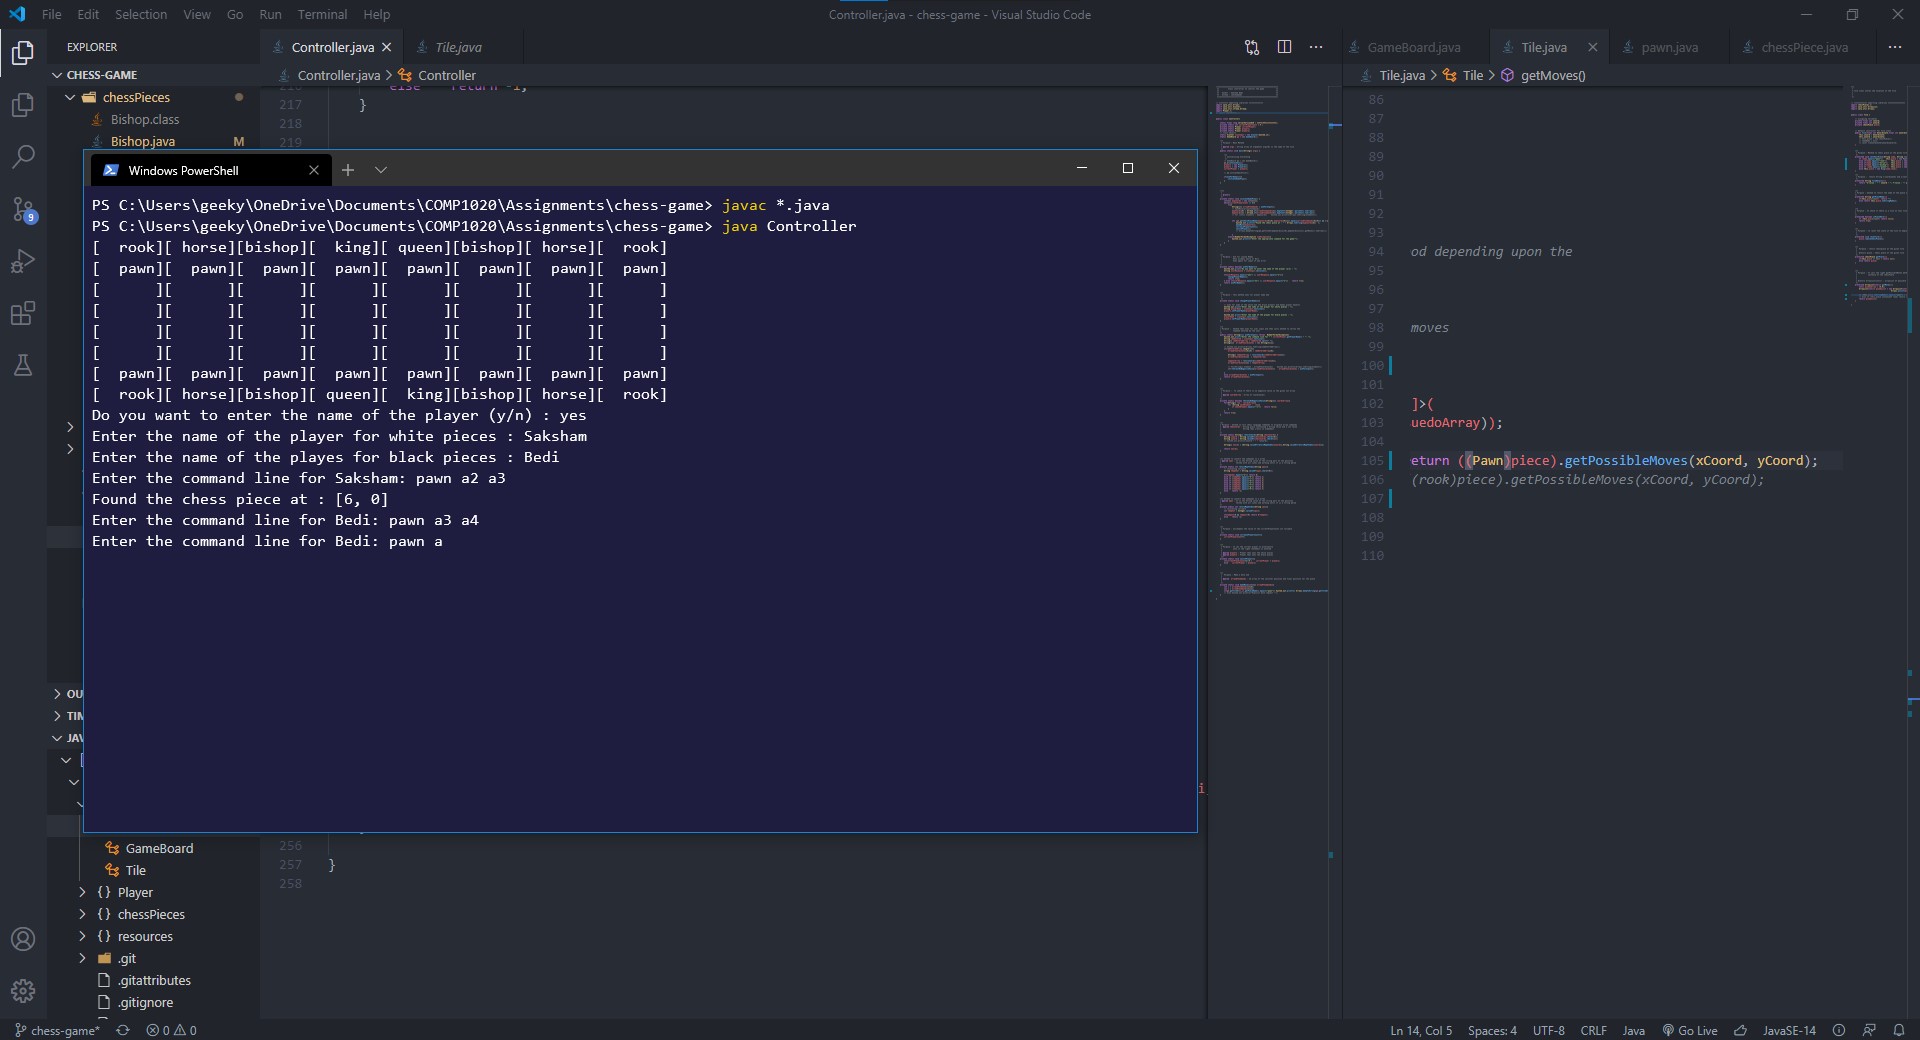 File Edit Selection View Go Run Terminal Help
Controller.java - chess-game - Visual Studio Code
EXPLORER
CHESS-GAME
chessPieces
Bishop.class
Bishop.java M
9
OU
TIM
JAV
GameBoard
Tile
{} Player
{} chessPieces
{} resources
.git
.gitattributes
.gitignore
Controller.java
Tile.java
Controller.java > Controller
217 }
218
219
256
257 }
258
Windows PowerShell
PS C:\Users\geeky\OneDrive\Documents\COMP1020\Assignments\chess-game> javac *.java
PS C:\Users\geeky\OneDrive\Documents\COMP1020\Assignments\chess-game> java Controller
[  rook][ horse][bishop][  king][ queen][bishop][ horse][  rook]
[  pawn][  pawn][  pawn][  pawn][  pawn][  pawn][  pawn][  pawn]
[      ][      ][      ][      ][      ][      ][      ][      ]
[      ][      ][      ][      ][      ][      ][      ][      ]
[      ][      ][      ][      ][      ][      ][      ][      ]
[      ][      ][      ][      ][      ][      ][      ][      ]
[  pawn][  pawn][  pawn][  pawn][  pawn][  pawn][  pawn][  pawn]
[  rook][ horse][bishop][ queen][  king][bishop][ horse][  rook]
Do you want to enter the name of the player (y/n) : yes
Enter the name of the player for white pieces : Saksham
Enter the name of the playes for black pieces : Bedi
Enter the command line for Saksham: pawn a2 a3
Found the chess piece at : [6, 0]
Enter the command line for Bedi: pawn a3 a4
Enter the command line for Bedi: pawn a
GameBoard.java
Tile.java
pawn.java
chessPiece.java
Tile.java > Tile > getMoves()
86
87
88
89
90
91
92
93
94 od depending upon the
95
96
97
98 moves
99
100
101
102 ]>(
103 uedoArray));
104
105 eturn ((Pawn)piece).getPossibleMoves(xCoord, yCoord);
106 (rook)piece).getPossibleMoves(xCoord, yCoord);
107
108
109
110
chess-game* 0 0
Ln 14, Col 5 Spaces: 4 UTF-8 CRLF Java Go Live JavaSE-14